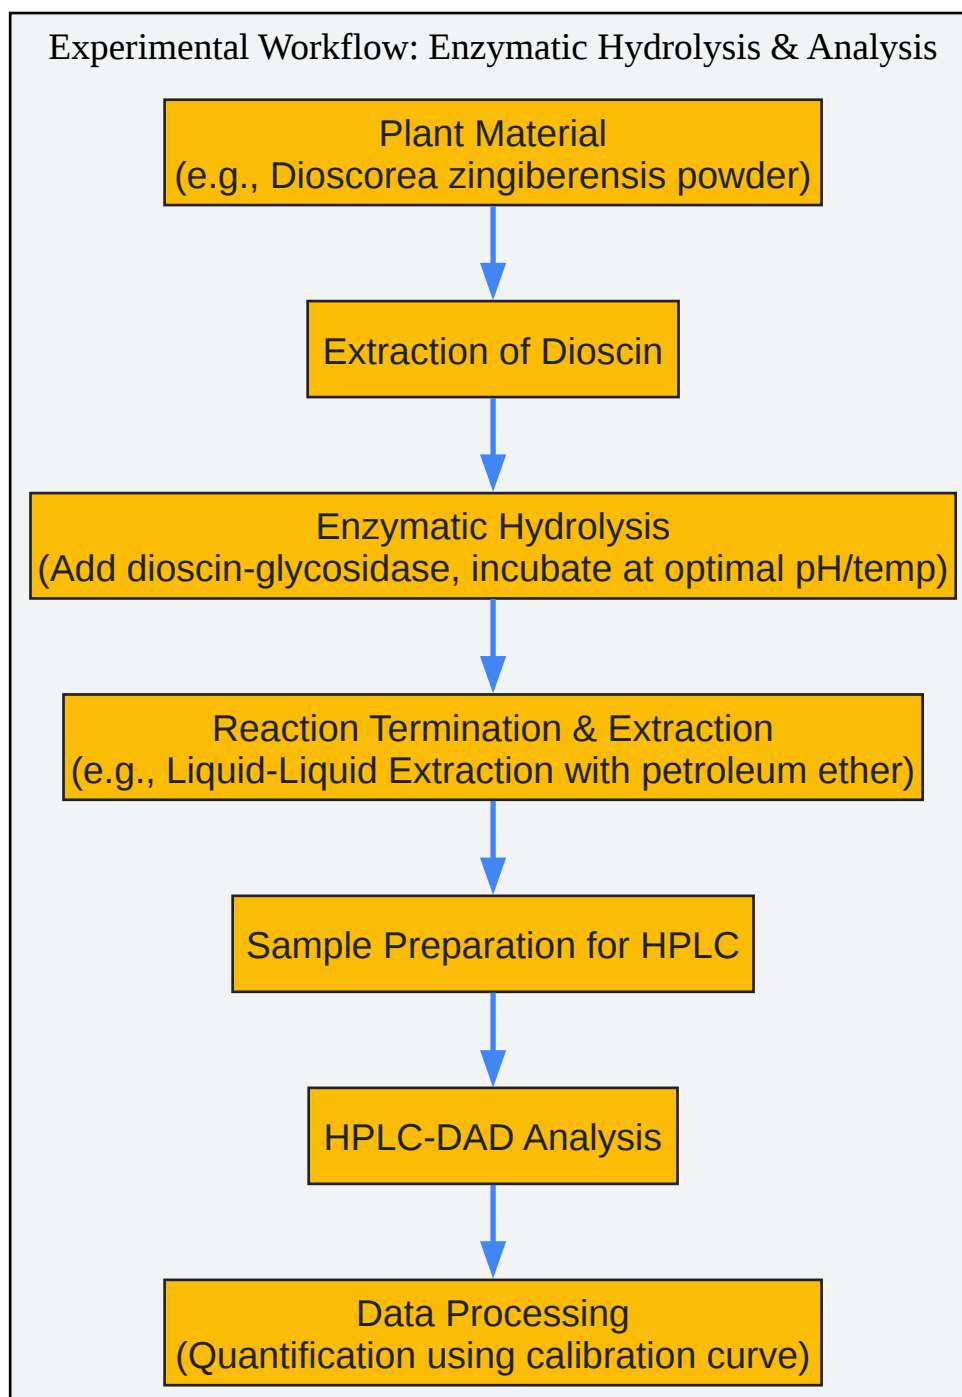 Experimental Workflow: Enzymatic Hydrolysis & Analysis
Plant Material
(e.g., Dioscorea zingiberensis powder)
Extraction of Dioscin
Enzymatic Hydrolysis
(Add dioscin-glycosidase, incubate at optimal pH/temp)
Reaction Termination & Extraction
(e.g., Liquid-Liquid Extraction with petroleum ether)
Sample Preparation for HPLC
HPLC-DAD Analysis
Data Processing
(Quantification using calibration curve)